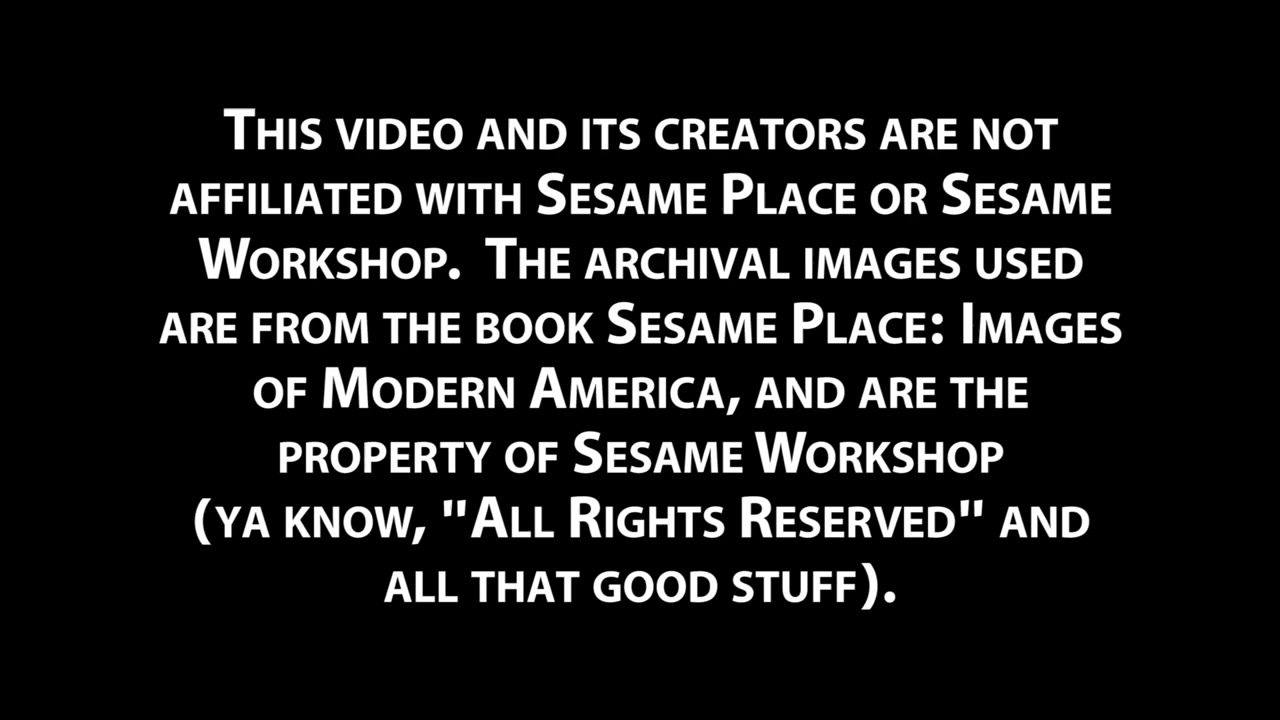 This video and its creators are not
affiliated with Sesame Place or Sesame
Workshop.  The archival images used
are from the book Sesame Place: Images
of Modern America, and are the
property of Sesame Workshop
(ya know, "All Rights Reserved" and
all that good stuff).